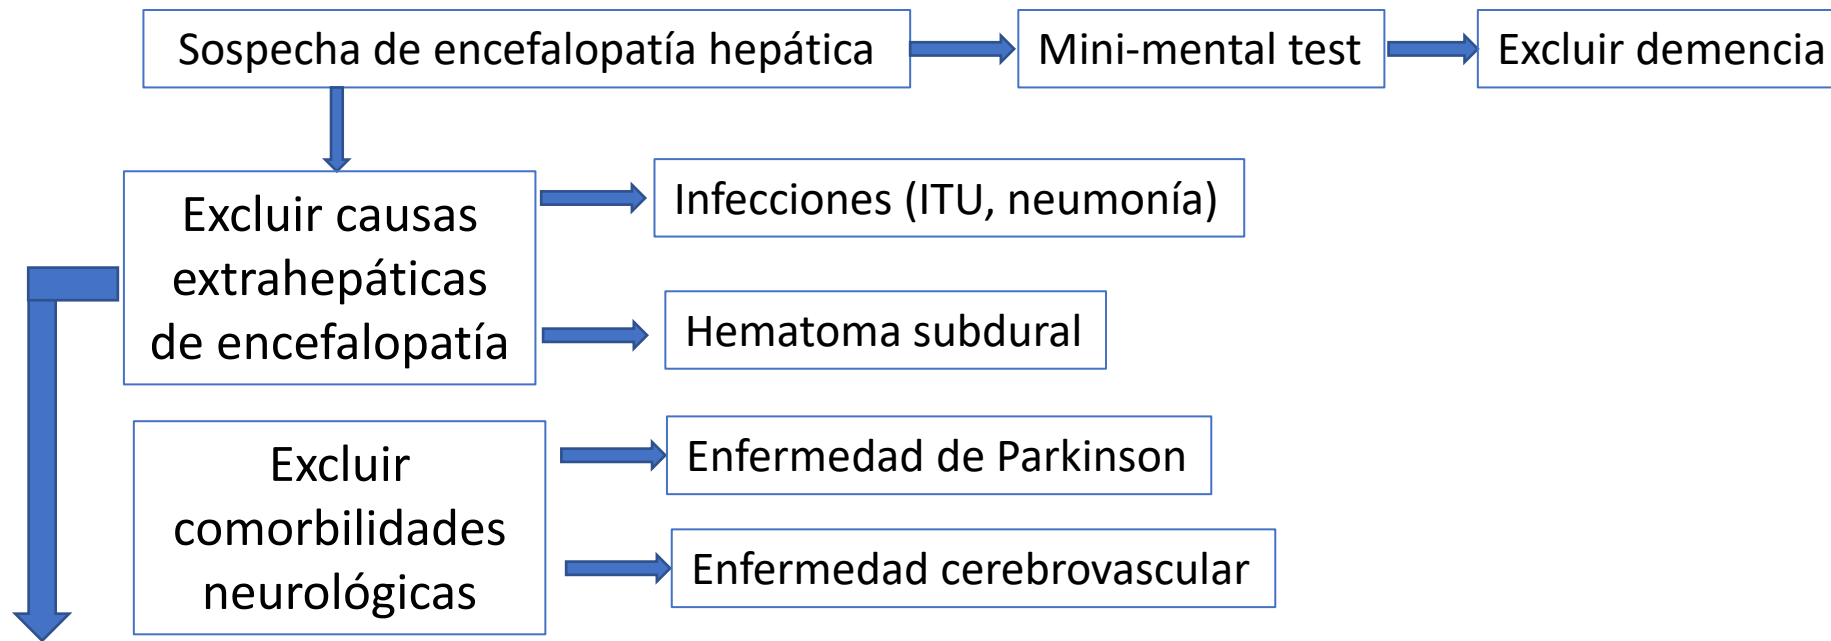 Sospecha de encefalopatía hepática
Mini-mental test
Excluir demencia
Excluir causas
extrahepáticas
de encefalopatía
Infecciones (ITU, neumonía)
Hematoma subdural
Excluir
comorbilidades
neurológicas
Enfermedad de Parkinson
Enfermedad cerebrovascular